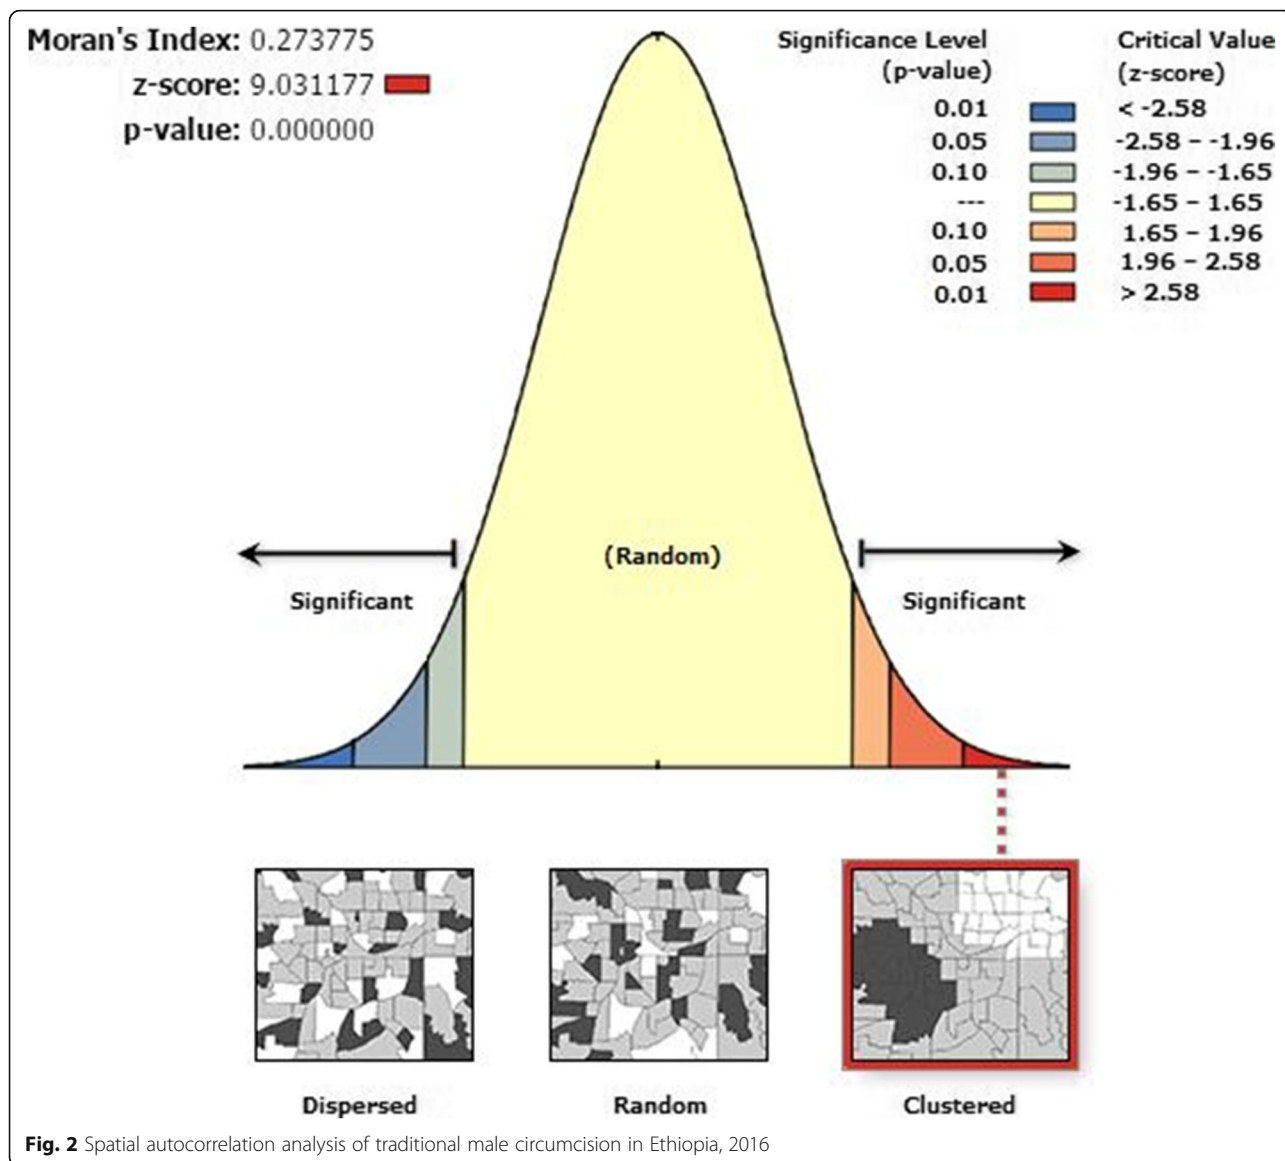 Moran's Index: 0.273775
z-score: 9.031177
p-value: 0.000000
Significance Level (p-value) Critical Value (z-score)
0.01 < -2.58
0.05 -2.58 – -1.96
0.10 -1.96 – -1.65
--- -1.65 – 1.65
0.10 1.65 – 1.96
0.05 1.96 – 2.58
0.01 > 2.58
(Random)
Significant Significant
Dispersed Random Clustered
Fig. 2 Spatial autocorrelation analysis of traditional male circumcision in Ethiopia, 2016